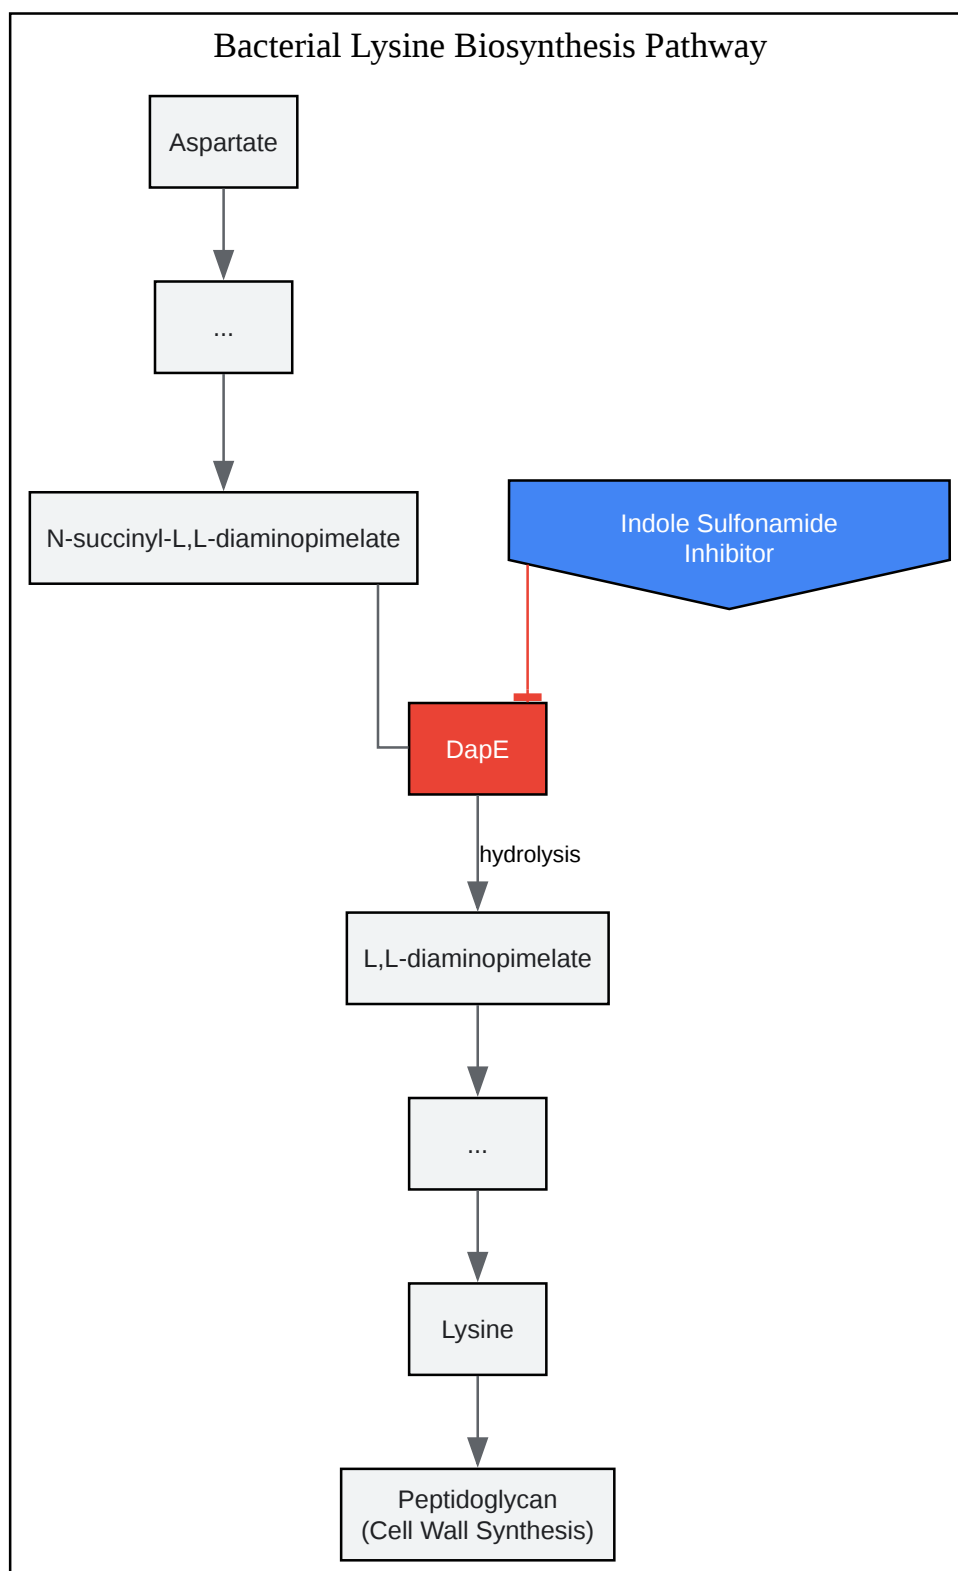 Bacterial Lysine Biosynthesis Pathway
Aspartate
...
N-succinyl-L,L-diaminopimelate
Indole Sulfonamide
Inhibitor
DapE
hydrolysis
L,L-diaminopimelate
...
Lysine
Peptidoglycan
(Cell Wall Synthesis)